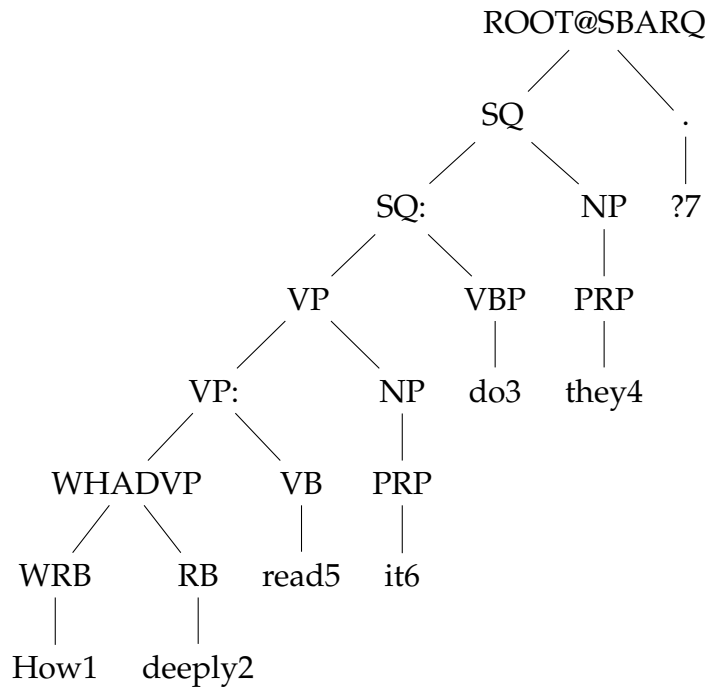 ROOT@SBARQ
SQ .
SQ: NP ?7
VP VBP PRP
VP: NP do3 they4
WHADVP VB PRP
WRB RB read5 it6
How1 deeply2